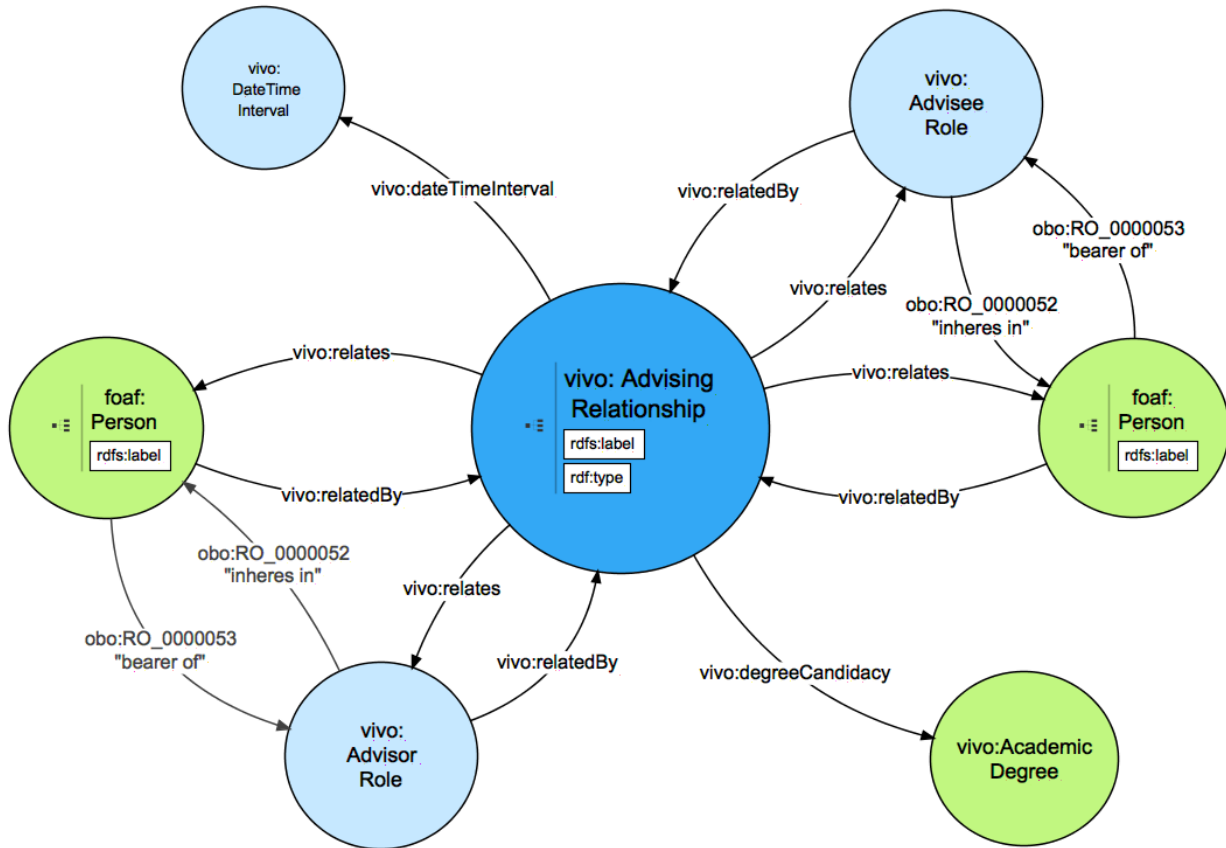 vivo:
DateTime
Interval
vivo:
Advisee
Role
vivo:dateTimeInterval
vivo:relatedBy
obo:RO_0000053
"bearer of"
vivo:relates
obo:RO_0000052
"inheres in"
vivo:relates
vivo:relates
foaf:
Person
rdfs:label
vivo: Advising
Relationship
rdfs:label
rdf:type
foaf:
Person
rdfs:label
vivo:relatedBy
vivo:relatedBy
obo:RO_0000052
"inheres in"
vivo:relates
obo:RO_0000053
"bearer of"
vivo:relatedBy
vivo:degreeCandidacy
vivo:
Advisor
Role
vivo:Academic
Degree